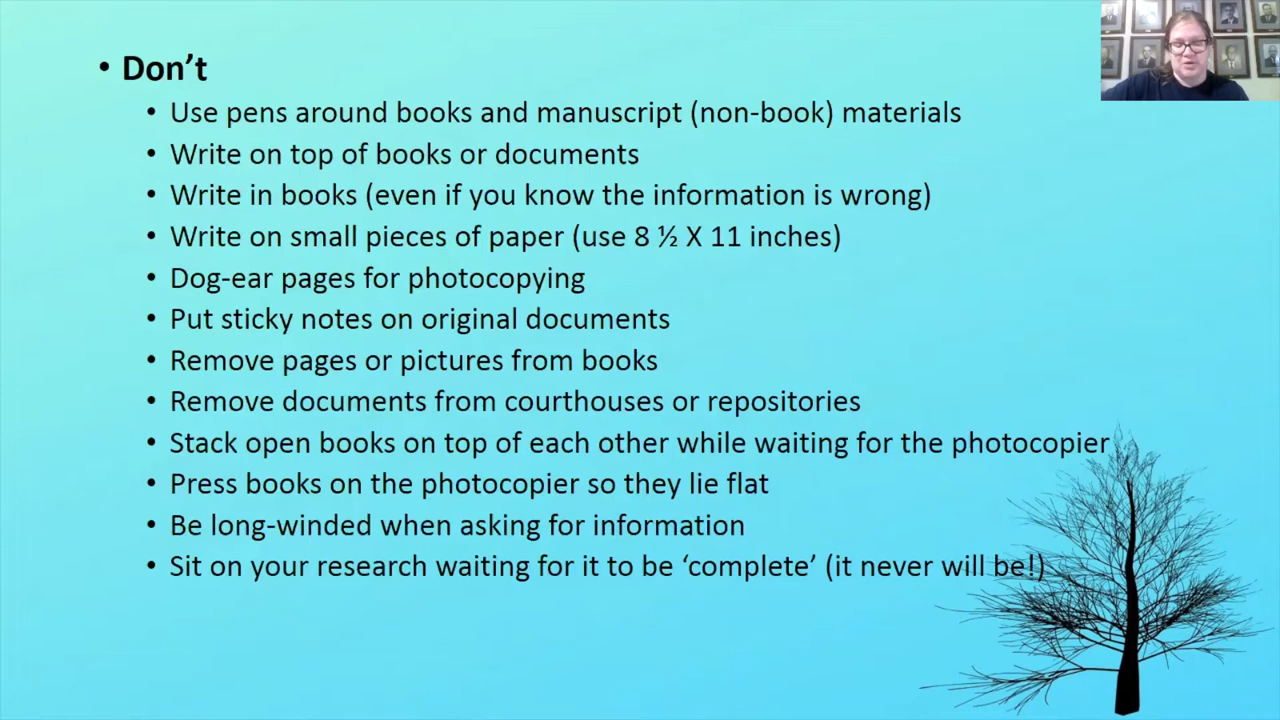 • Don’t
• Use pens around books and manuscript (non-book) materials
• Write on top of books or documents
• Write in books (even if you know the information is wrong)
• Write on small pieces of paper (use 8 ½ X 11 inches)
• Dog-ear pages for photocopying
• Put sticky notes on original documents
• Remove pages or pictures from books
• Remove documents from courthouses or repositories
• Stack open books on top of each other while waiting for the photocopier
• Press books on the photocopier so they lie flat
• Be long-winded when asking for information
• Sit on your research waiting for it to be ‘complete’ (it never will be!)